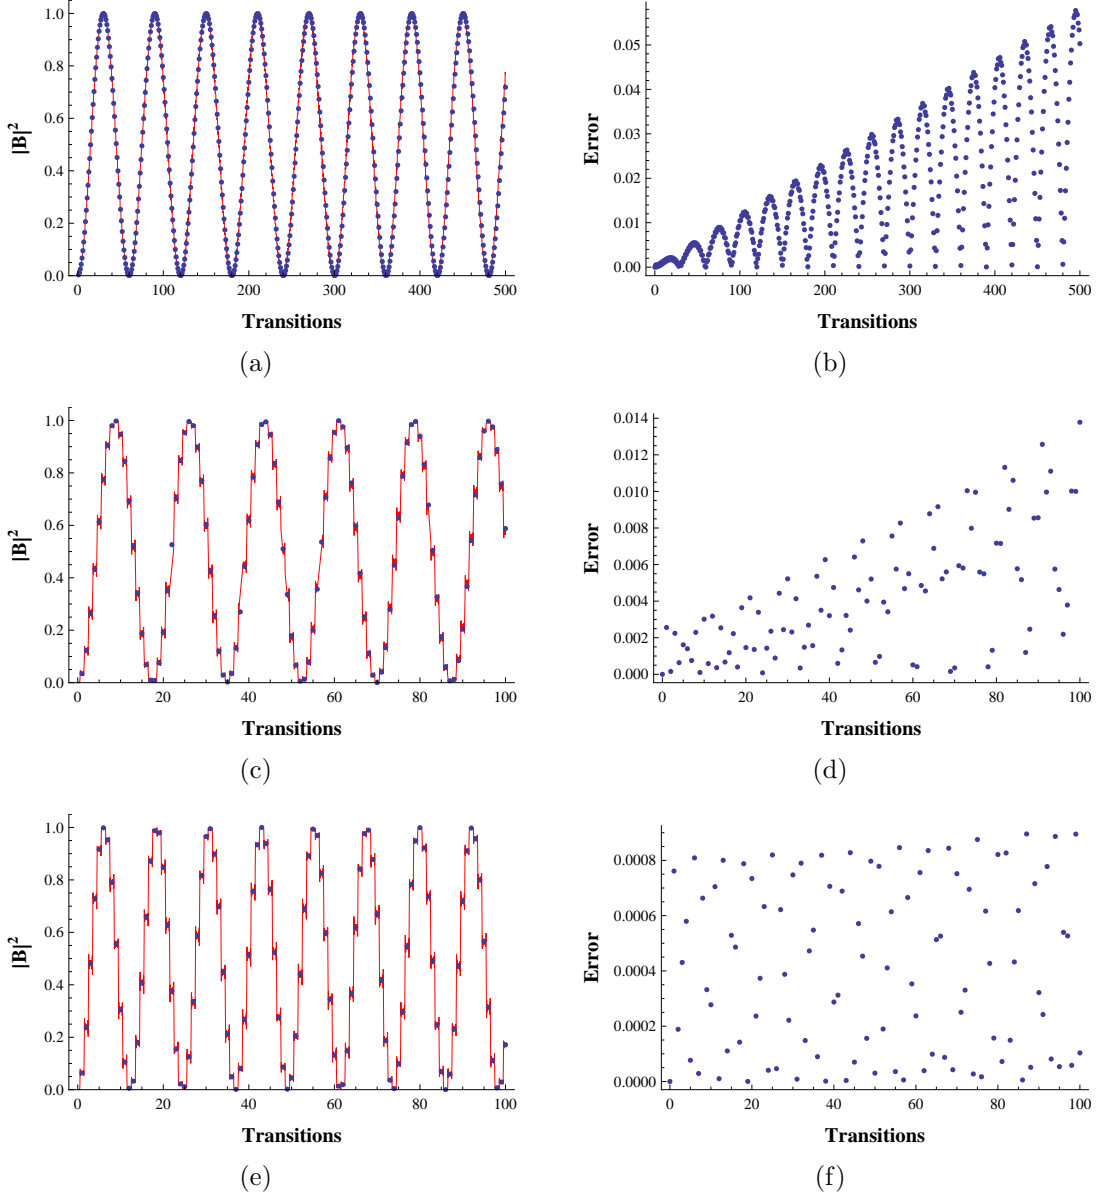 1.0
0.8
0.6
0.4
0.2
0.0
|B|²
0 100 200 300 400 500
Transitions
(a)
0.05
0.04
0.03
0.02
0.01
0.00
Error
0 100 200 300 400 500
Transitions
(b)
1.0
0.8
0.6
0.4
0.2
0.0
|B|²
0 20 40 60 80 100
Transitions
(c)
0.014
0.012
0.010
0.008
0.006
0.004
0.002
0.000
Error
0 20 40 60 80 100
Transitions
(d)
1.0
0.8
0.6
0.4
0.2
0.0
|B|²
0 20 40 60 80 100
Transitions
(e)
0.0008
0.0006
0.0004
0.0002
0.0000
Error
0 20 40 60 80 100
Transitions
(f)